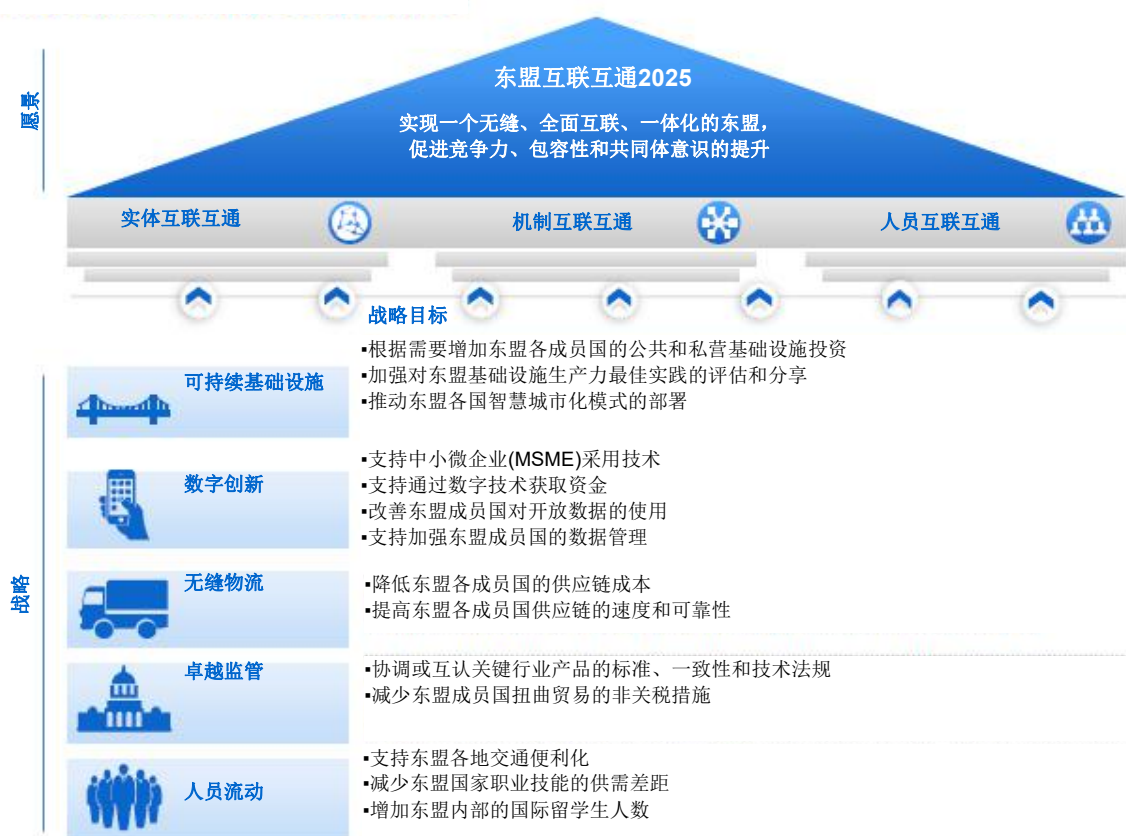 愿景
东盟互联互通2025
实现一个无缝、全面互联、一体化的东盟，
促进竞争力、包容性和共同体意识的提升
实体互联互通
机制互联互通
人员互联互通
战略目标
战略
可持续基础设施
▪根据需要增加东盟各成员国的公共和私营基础设施投资
▪加强对东盟基础设施生产力最佳实践的评估和分享
▪推动东盟各国智慧城市化模式的部署
数字创新
▪支持中小微企业(MSME)采用技术
▪支持通过数字技术获取资金
▪改善东盟成员国对开放数据的使用
▪支持加强东盟成员国的数据管理
无缝物流
▪降低东盟各成员国的供应链成本
▪提高东盟各成员国供应链的速度和可靠性
卓越监管
▪协调或互认关键行业产品的标准、一致性和技术法规
▪减少东盟成员国扭曲贸易的非关税措施
人员流动
▪支持东盟各地交通便利化
▪减少东盟国家职业技能的供需差距
▪增加东盟内部的国际留学生人数